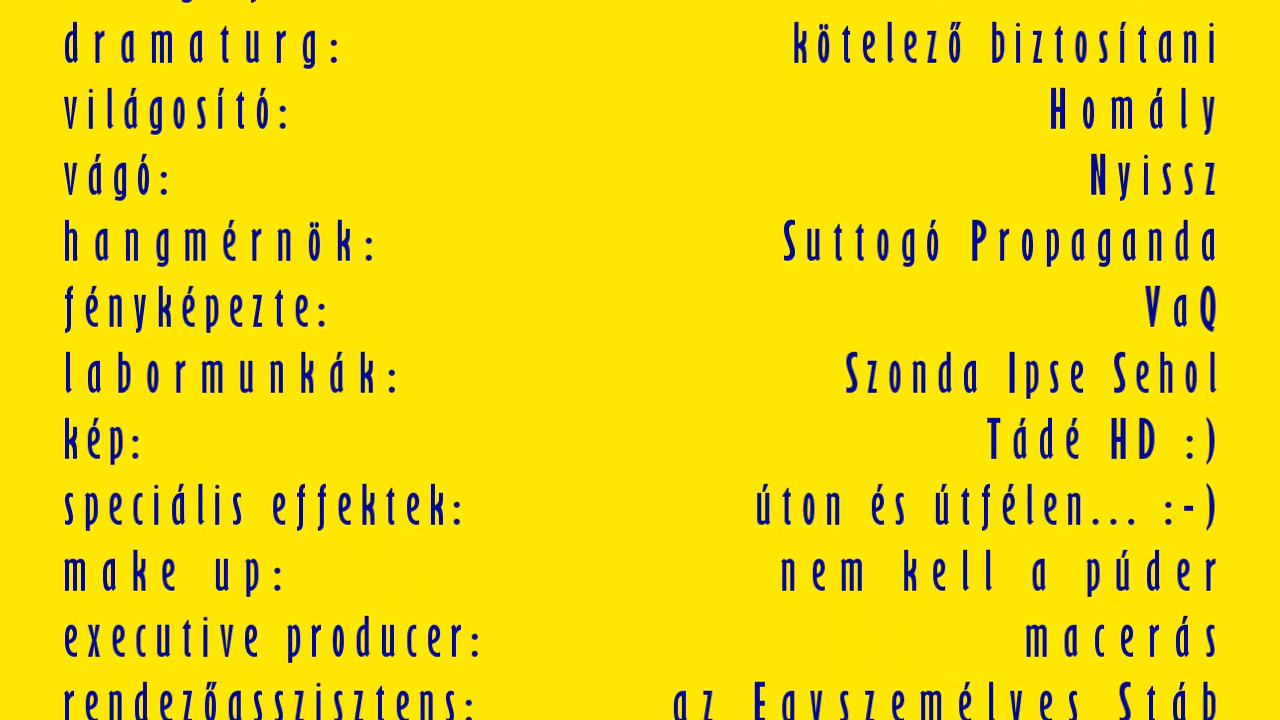 dramaturg: kötelező biztosítani
világosító: Homály
vágó: Nyissz
hangmérnök: Suttogó Propaganda
fényképezte: VaQ
labormunkák: Szonda Ipse Sehol
kép: Tádé HD :)
speciális effektek: úton és útfélen... :-)
make up: nem kell a púder
executive producer: macerás
rendezőasszisztens: az Egyszemélyes Stáb